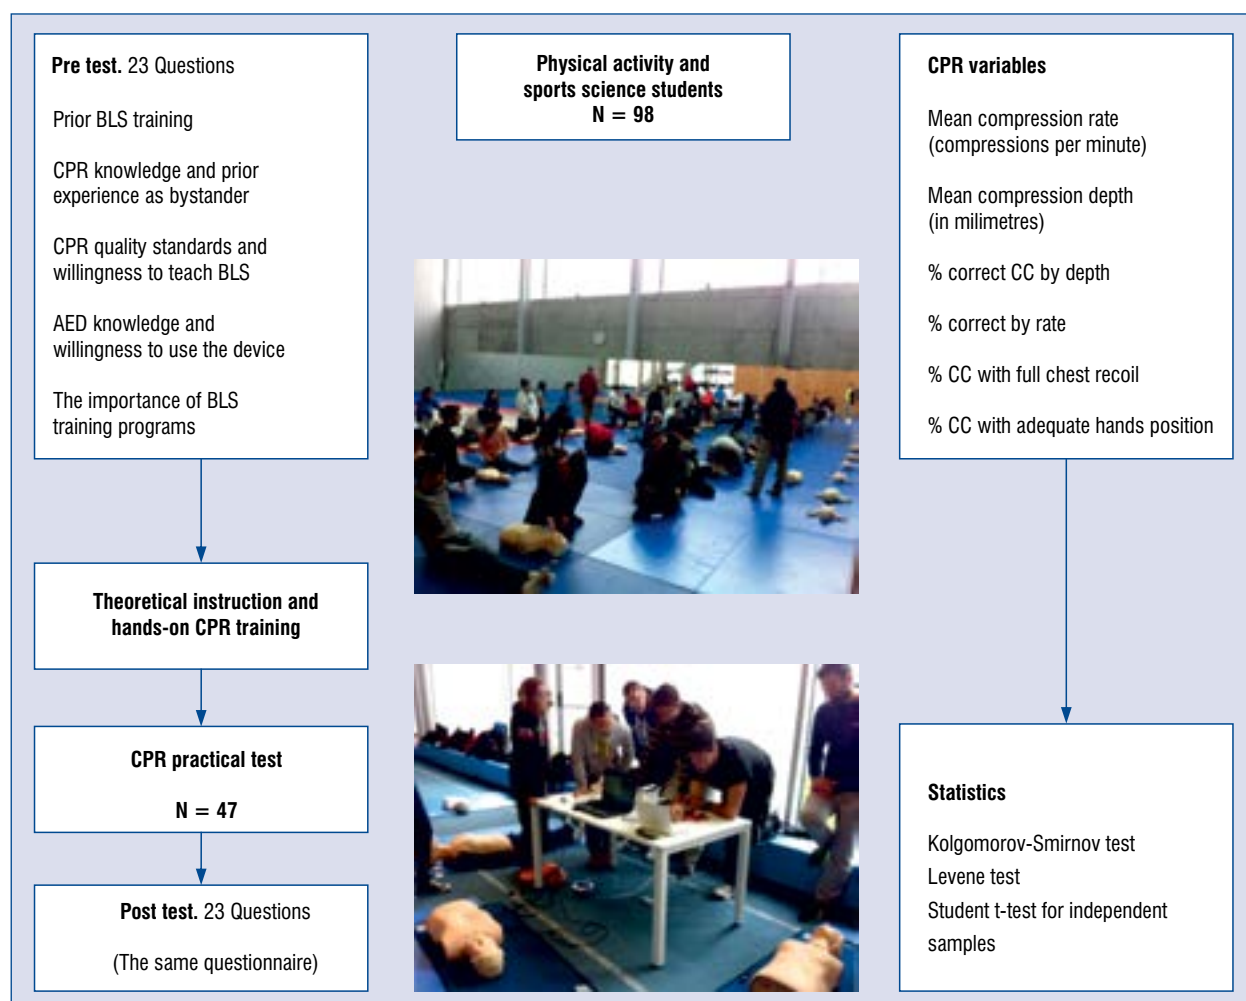 Pre test. 23 Questions
Prior BLS training
CPR knowledge and prior
experience as bystander
CPR quality standards and
willingness to teach BLS
AED knowledge and
willingness to use the device
The importance of BLS
training programs
Theoretical instruction and
hands-on CPR training
CPR practical test
N = 47
Post test. 23 Questions
(The same questionnaire)
Physical activity and
sports science students
N = 98
CPR variables
Mean compression rate
(compressions per minute)
Mean compression depth
(in milimetres)
% correct CC by depth
% correct by rate
% CC with full chest recoil
% CC with adequate hands position
Statistics
Kolgomorov-Smirnov test
Levene test
Student t-test for independent
samples